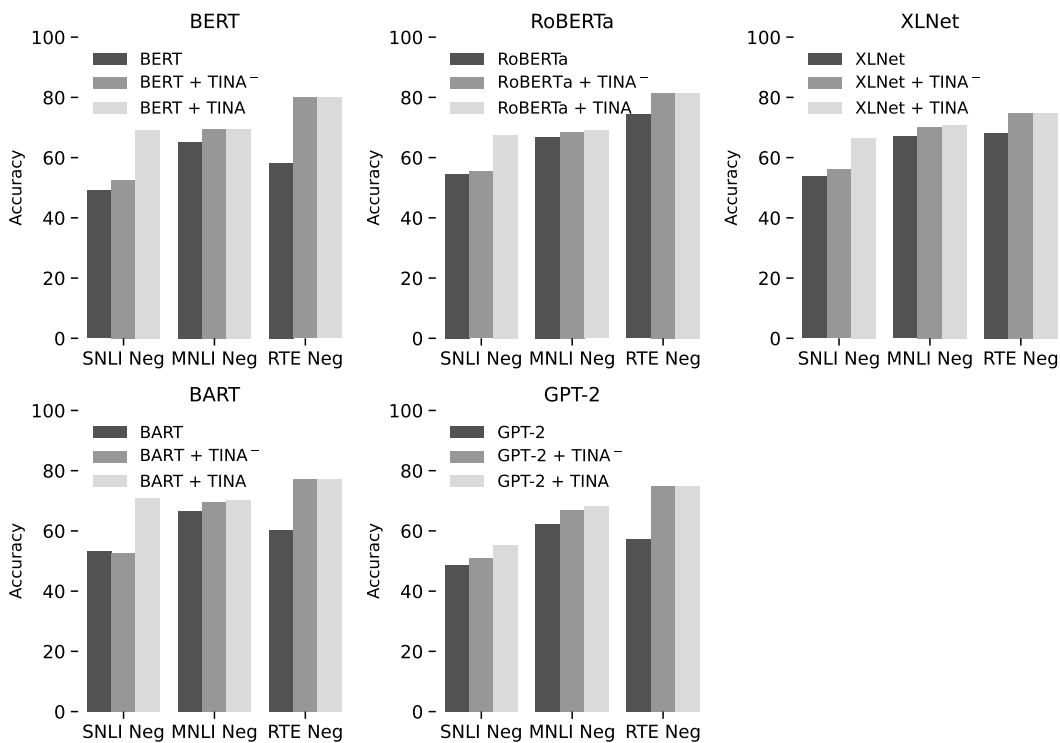 BERT
100
80
60
40
20
0
Accuracy
BERT
BERT + TINA⁻
BERT + TINA
SNLI Neg MNLI Neg RTE Neg
RoBERTa
100
80
60
40
20
0
Accuracy
RoBERTa
RoBERTa + TINA⁻
RoBERTa + TINA
SNLI Neg MNLI Neg RTE Neg
XLNet
100
80
60
40
20
0
Accuracy
XLNet
XLNet + TINA⁻
XLNet + TINA
SNLI Neg MNLI Neg RTE Neg
BART
100
80
60
40
20
0
Accuracy
BART
BART + TINA⁻
BART + TINA
SNLI Neg MNLI Neg RTE Neg
GPT-2
100
80
60
40
20
0
Accuracy
GPT-2
GPT-2 + TINA⁻
GPT-2 + TINA
SNLI Neg MNLI Neg RTE Neg